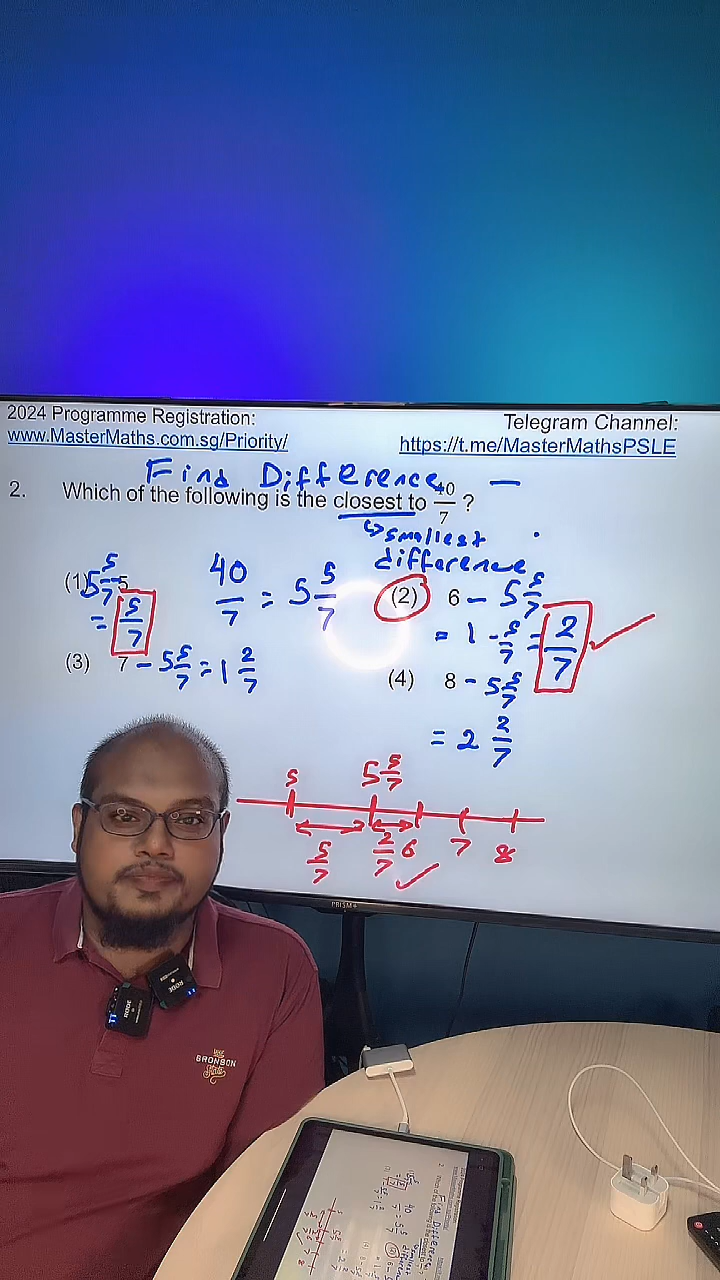 2024 Programme Registration:
Telegram Channel:
www.MasterMaths.com.sg/Priority/
https://t.me/MasterMathsPSLE
Find Difference —
2. Which of the following is the closest to 40/7 ?
↳ smallest
difference
(1) 5 5/7 - 5
= 5/7
40/7 = 5 5/7
(2) 6 - 5 5/7
= 1 - 5/7 = 2/7 ✓
(3) 7 - 5 5/7 = 1 2/7
(4) 8 - 5 5/7
= 2 2/7
5 5 5/7
5/7 2/7 6 7 8
✓
PRISM+
RODE
RODE
BRONSON
State